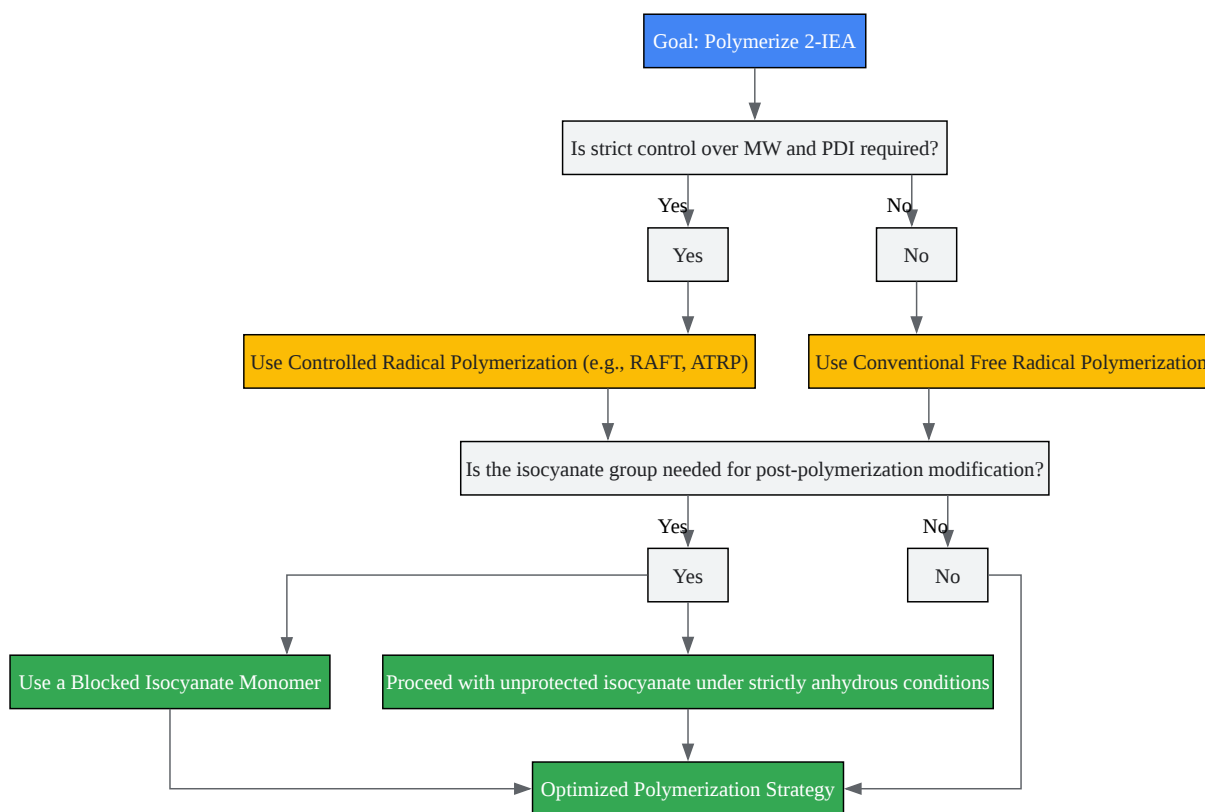 Goal: Polymerize 2-IEA
Is strict control over MW and PDI required?
Yes
No
Yes
No
Use Controlled Radical Polymerization (e.g., RAFT, ATRP)
Use Conventional Free Radical Polymerization
Is the isocyanate group needed for post-polymerization modification?
Yes
No
Yes
No
Use a Blocked Isocyanate Monomer
Proceed with unprotected isocyanate under strictly anhydrous conditions
Optimized Polymerization Strategy